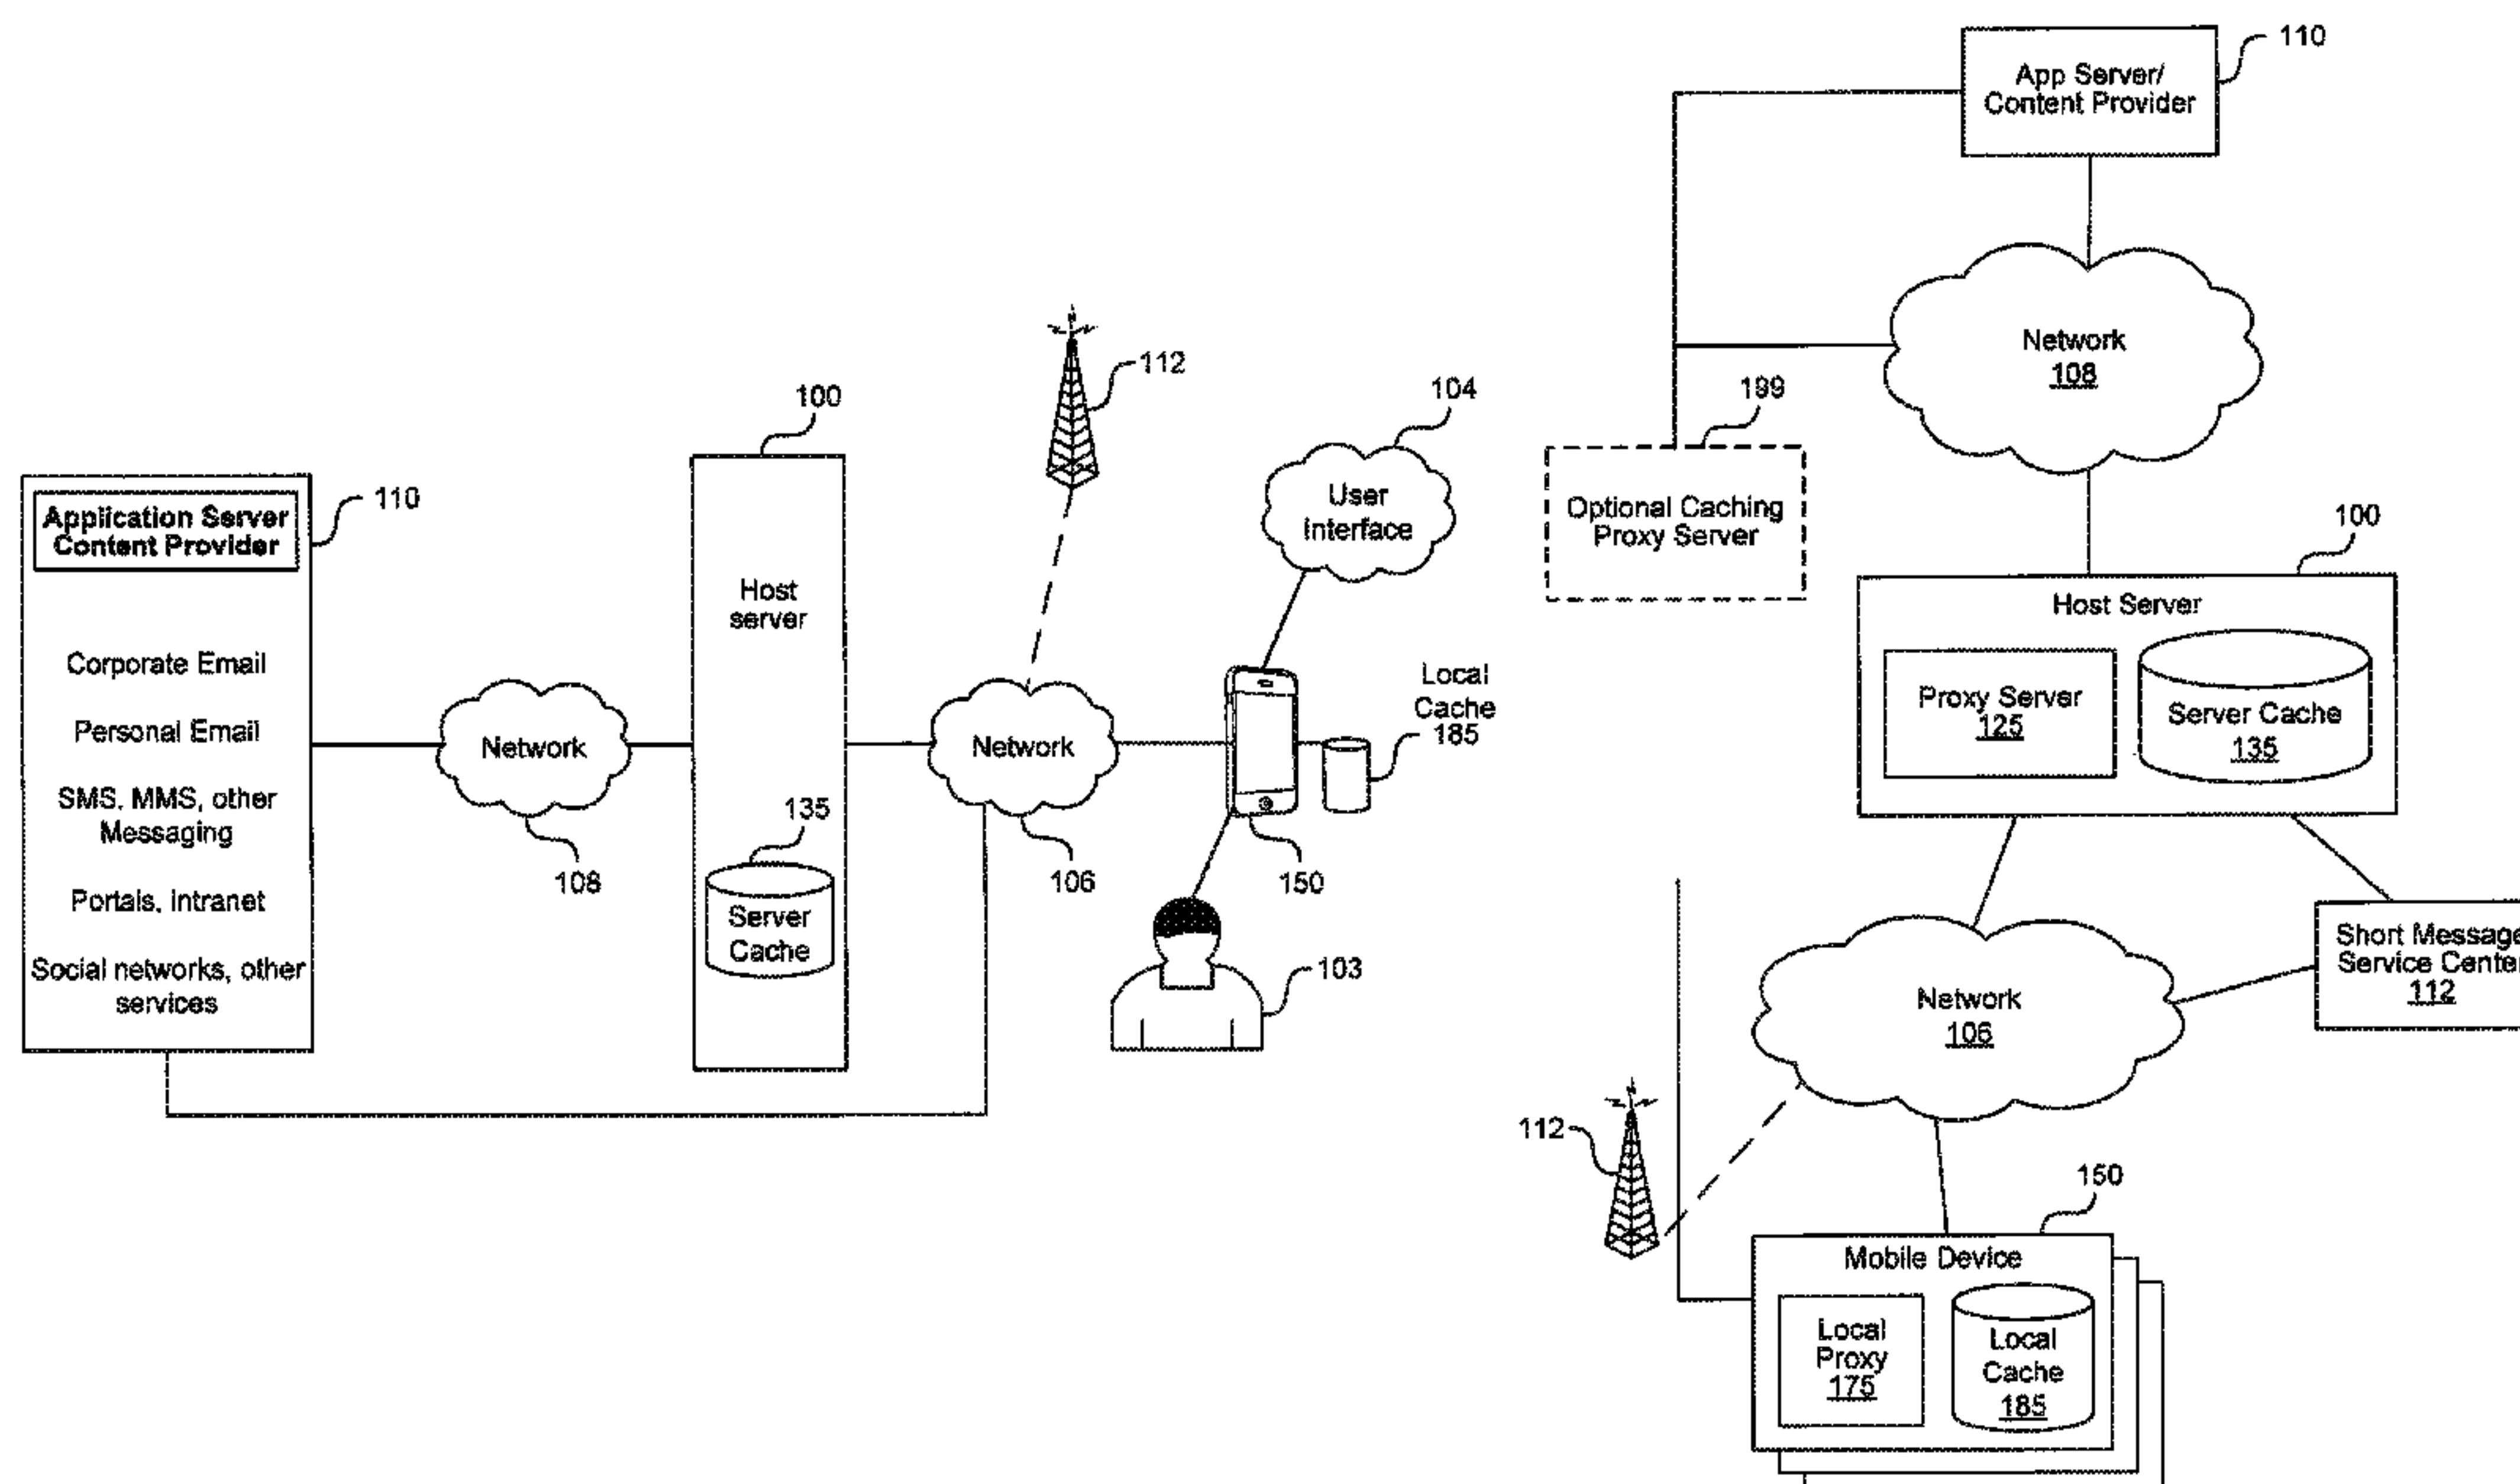 110
Application Server
Content Provider
Corporate Email
Personal Email
SMS, MMS, other
Messaging
Portals, intranet
Social networks, other
services
Network
108
100
Host
server
135
Server
Cache
112
Network
106
104
User
Interface
Local
Cache
185
150
103
110
App Server/
Content Provider
Network
108
199
Optional Caching
Proxy Server
100
Host Server
Proxy Server
125
Server Cache
135
Short Message
Service Center
112
Network
106
112
150
Mobile Device
Local
Proxy
175
Local
Cache
185